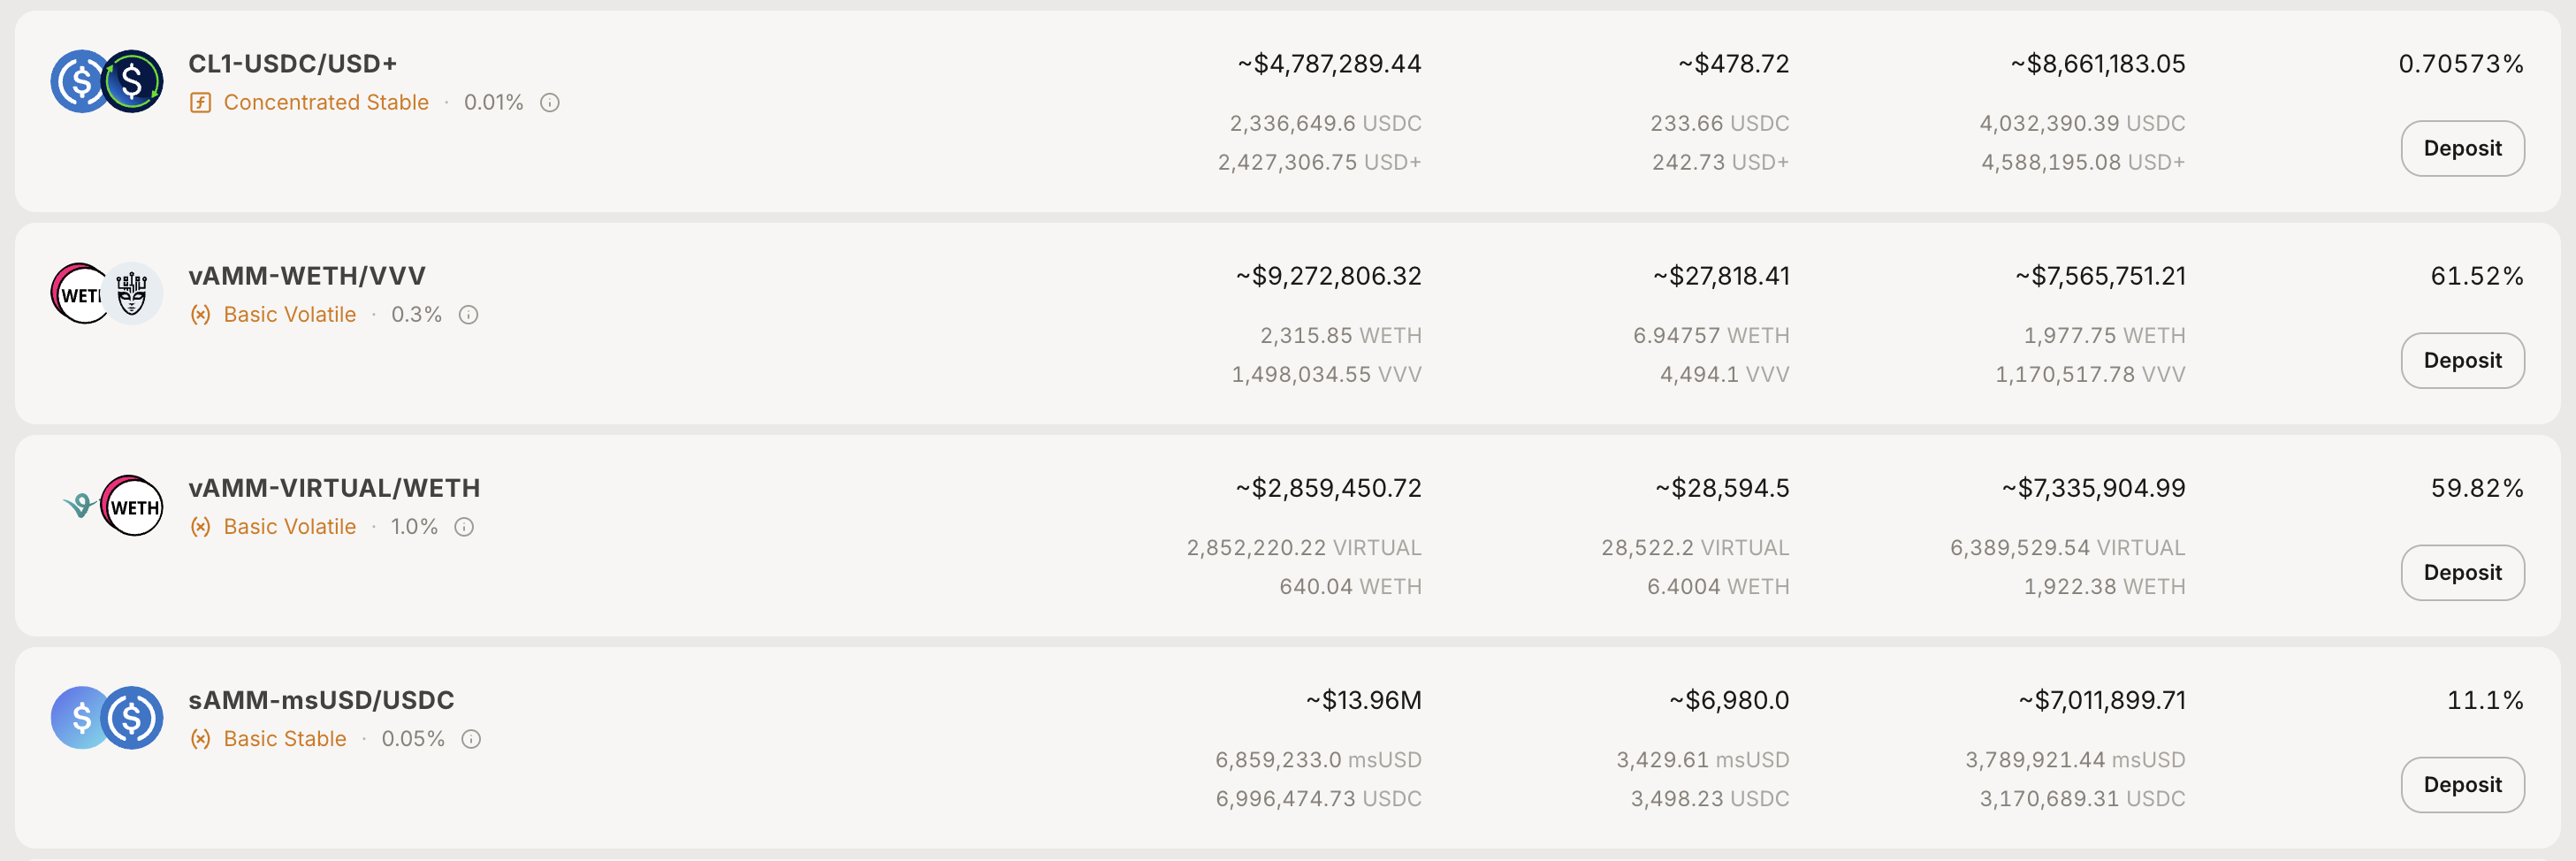 CL1-USDC/USD+ ~$4,787,289.44 ~$478.72 ~$8,661,183.05 0.70573%
Concentrated Stable · 0.01%
2,336,649.6 USDC 233.66 USDC 4,032,390.39 USDC
2,427,306.75 USD+ 242.73 USD+ 4,588,195.08 USD+
Deposit
WETH
vAMM-WETH/VVV ~$9,272,806.32 ~$27,818.41 ~$7,565,751.21 61.52%
Basic Volatile · 0.3%
2,315.85 WETH 6.94757 WETH 1,977.75 WETH
1,498,034.55 VVV 4,494.1 VVV 1,170,517.78 VVV
Deposit
WETH
vAMM-VIRTUAL/WETH ~$2,859,450.72 ~$28,594.5 ~$7,335,904.99 59.82%
Basic Volatile · 1.0%
2,852,220.22 VIRTUAL 28,522.2 VIRTUAL 6,389,529.54 VIRTUAL
640.04 WETH 6.4004 WETH 1,922.38 WETH
Deposit
sAMM-msUSD/USDC ~$13.96M ~$6,980.0 ~$7,011,899.71 11.1%
Basic Stable · 0.05%
6,859,233.0 msUSD 3,429.61 msUSD 3,789,921.44 msUSD
6,996,474.73 USDC 3,498.23 USDC 3,170,689.31 USDC
Deposit